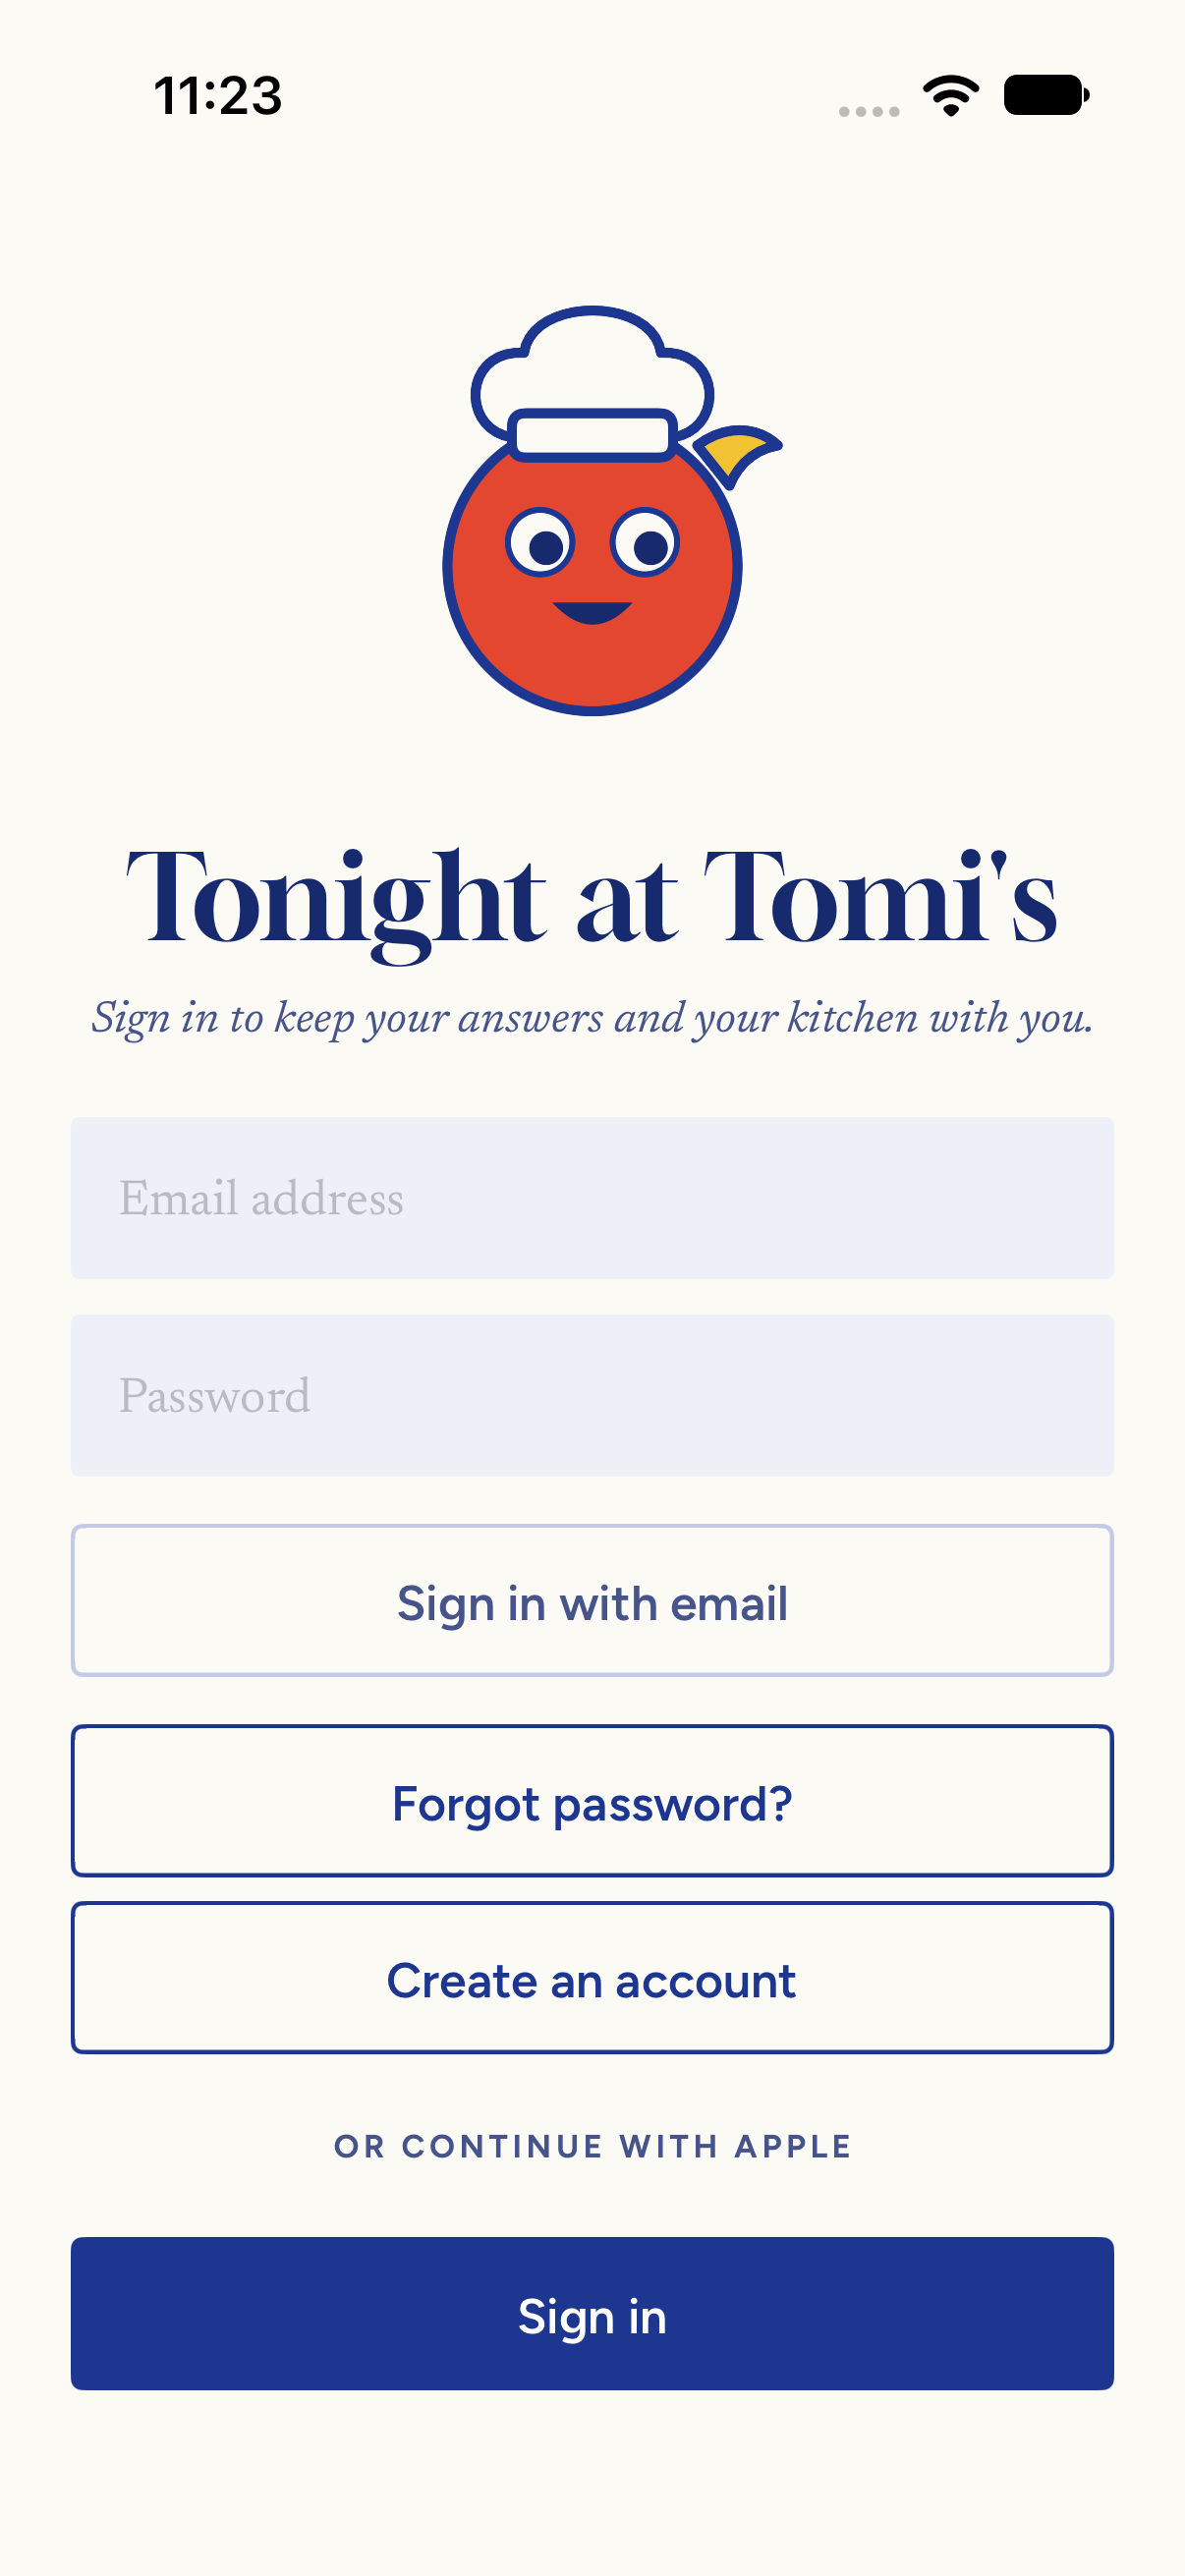 11:23
Tonight at Tomi's
Sign in to keep your answers and your kitchen with you.
Email address
Password
Sign in with email
Forgot password?
Create an account
OR CONTINUE WITH APPLE
Sign in